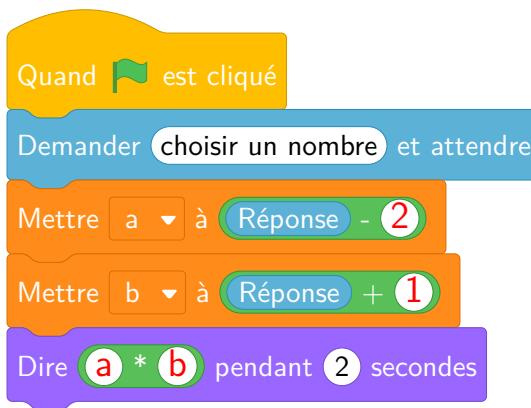 Quand est cliqué
Demander choisir un nombre et attendre
Mettre a à Réponse - 2
Mettre b à Réponse + 1
Dire a * b pendant 2 secondes